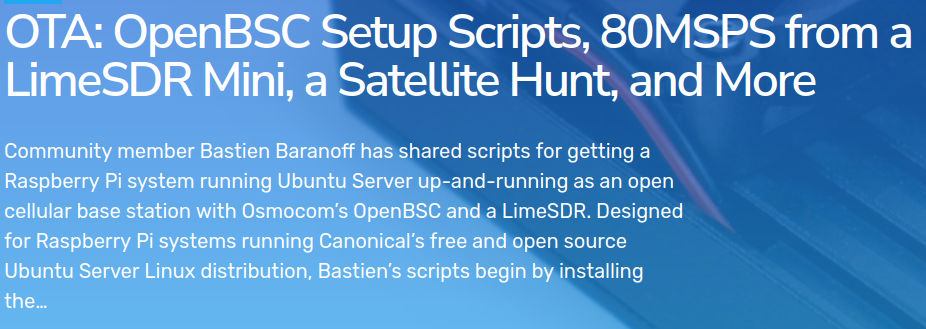 OTA: OpenBSC Setup Scripts, 80MSPS from a
LimeSDR Mini, a Satellite Hunt, and More
Community member Bastien Baranoff has shared scripts for getting a
Raspberry Pi system running Ubuntu Server up-and-running as an open
cellular base station with Osmocom’s OpenBSC and a LimeSDR. Designed
for Raspberry Pi systems running Canonical’s free and open source
Ubuntu Server Linux distribution, Bastien’s scripts begin by installing
the…